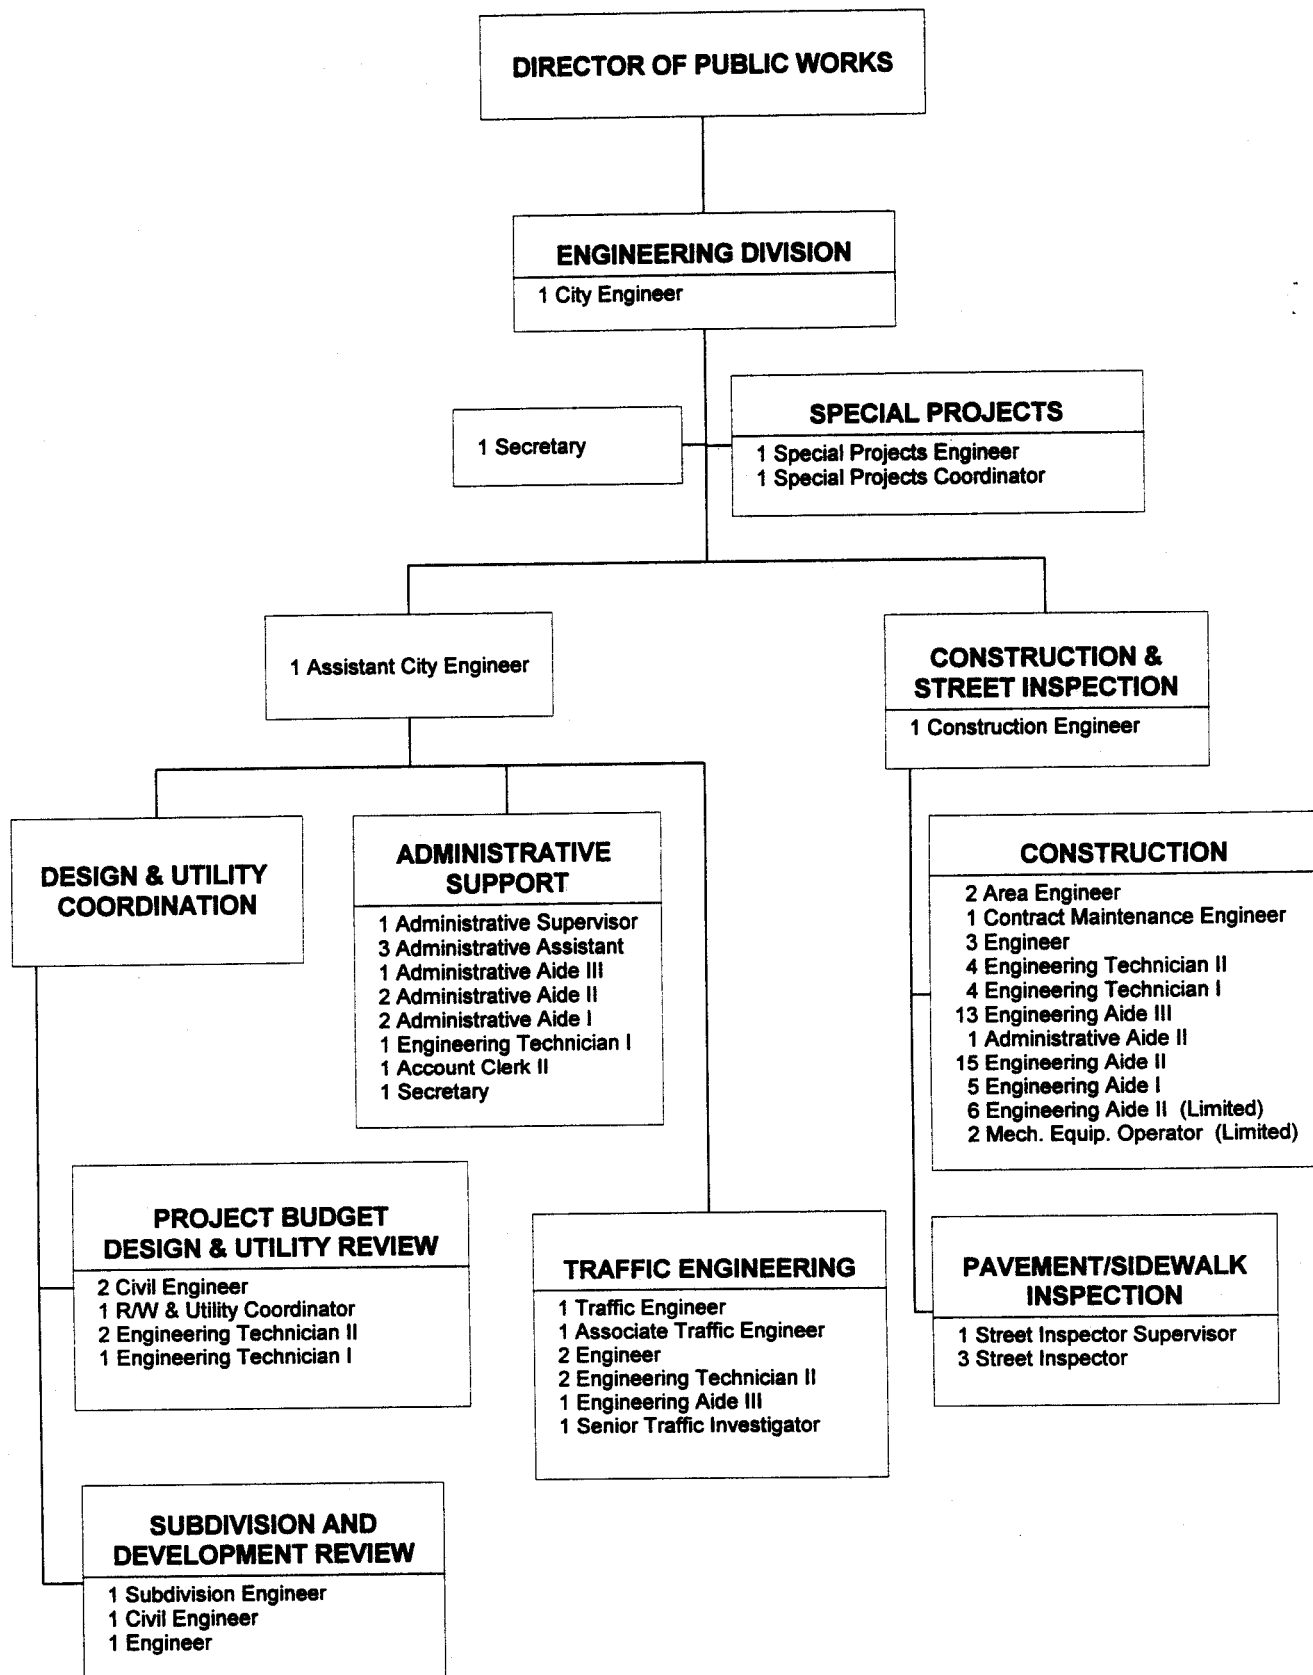 DIRECTOR OF PUBLIC WORKS
ENGINEERING DIVISION
1 City Engineer
1 Secretary
SPECIAL PROJECTS
1 Special Projects Engineer
1 Special Projects Coordinator
1 Assistant City Engineer
CONSTRUCTION &
STREET INSPECTION
1 Construction Engineer
DESIGN & UTILITY
COORDINATION
ADMINISTRATIVE
SUPPORT
1 Administrative Supervisor
3 Administrative Assistant
1 Administrative Aide III
2 Administrative Aide II
2 Administrative Aide I
1 Engineering Technician I
1 Account Clerk II
1 Secretary
CONSTRUCTION
2 Area Engineer
1 Contract Maintenance Engineer
3 Engineer
4 Engineering Technician II
4 Engineering Technician I
13 Engineering Aide III
1 Administrative Aide II
15 Engineering Aide II
5 Engineering Aide I
6 Engineering Aide II (Limited)
2 Mech. Equip. Operator (Limited)
PROJECT BUDGET
DESIGN & UTILITY REVIEW
2 Civil Engineer
1 R/W & Utility Coordinator
2 Engineering Technician II
1 Engineering Technician I
TRAFFIC ENGINEERING
1 Traffic Engineer
1 Associate Traffic Engineer
2 Engineer
2 Engineering Technician II
1 Engineering Aide III
1 Senior Traffic Investigator
PAVEMENT/SIDEWALK
INSPECTION
1 Street Inspector Supervisor
3 Street Inspector
SUBDIVISION AND
DEVELOPMENT REVIEW
1 Subdivision Engineer
1 Civil Engineer
1 Engineer